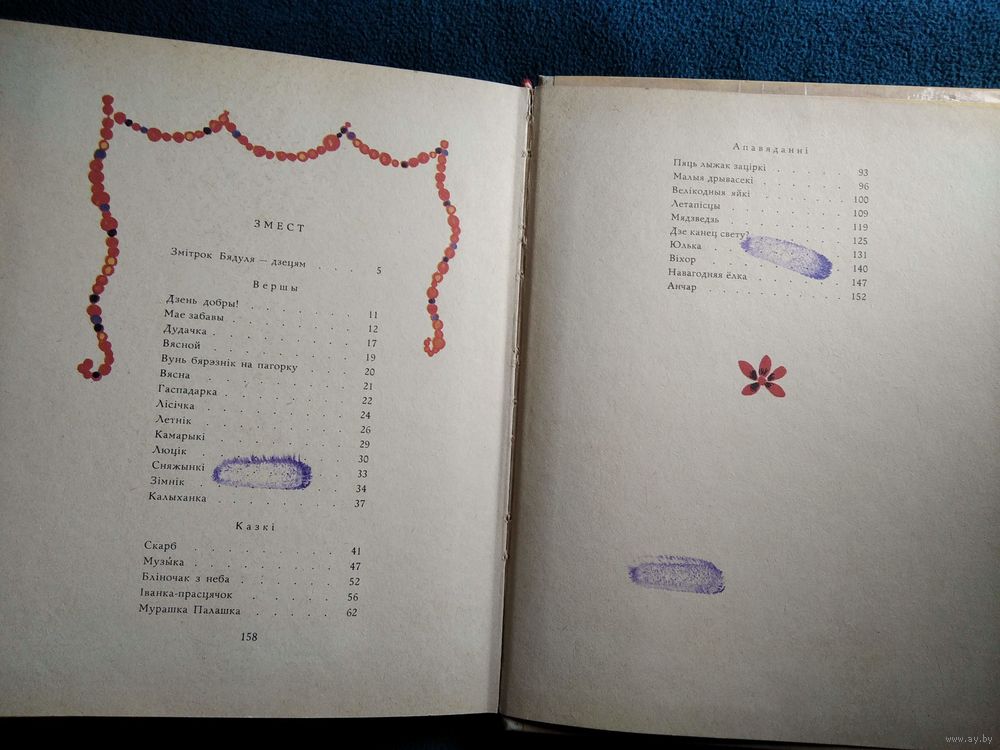 ЗМЕСТ
Змітрок Бядуля — дзецям . . . . 5
Вершы
Дзень добры! . . . . . . . . 11
Мае забавы . . . . . . . . 12
Дудачка . . . . . . . . . 17
Вясной . . . . . . . . . 19
Вунь бярэзнік на пагорку . . . . 20
Вясна . . . . . . . . . 21
Гаспадарка . . . . . . . . 22
Лісічка . . . . . . . . . 24
Летнік . . . . . . . . . 26
Камарыкі . . . . . . . . 29
Люцік . . . . . . . . . 30
Сняжынкі . . . . . . . . 33
Зімнік . . . . . . . . . 34
Калыханка . . . . . . . . 37
Казкі
Скарб . . . . . . . . . 41
Музы́ка . . . . . . . . . 47
Бліночак з неба . . . . . . . 52
Іванка-прасцячок . . . . . . . 56
Мурашка Палашка . . . . . . 62
158
Апавяданні
Пяць лыжак заціркі . . . . . . 93
Малыя дрывасекі . . . . . . . 96
Велікодныя яйкі . . . . . . . 100
Летапісцы . . . . . . . . 109
Мядзведзь . . . . . . . . 119
Дзе канец свету? . . . . . . . 125
Юлька . . . . . . . . . 131
Віхор . . . . . . . . . 140
Навагодняя ёлка . . . . . . . 147
Анчар . . . . . . . . . 152
www.ay.by